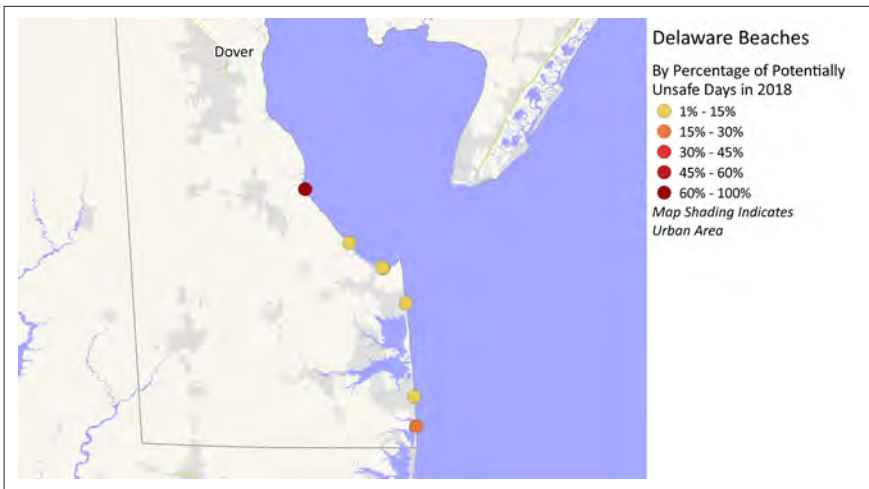 Dover
Delaware Beaches
By Percentage of Potentially
Unsafe Days in 2018
1% - 15%
15% - 30%
30% - 45%
45% - 60%
60% - 100%
Map Shading Indicates
Urban Area